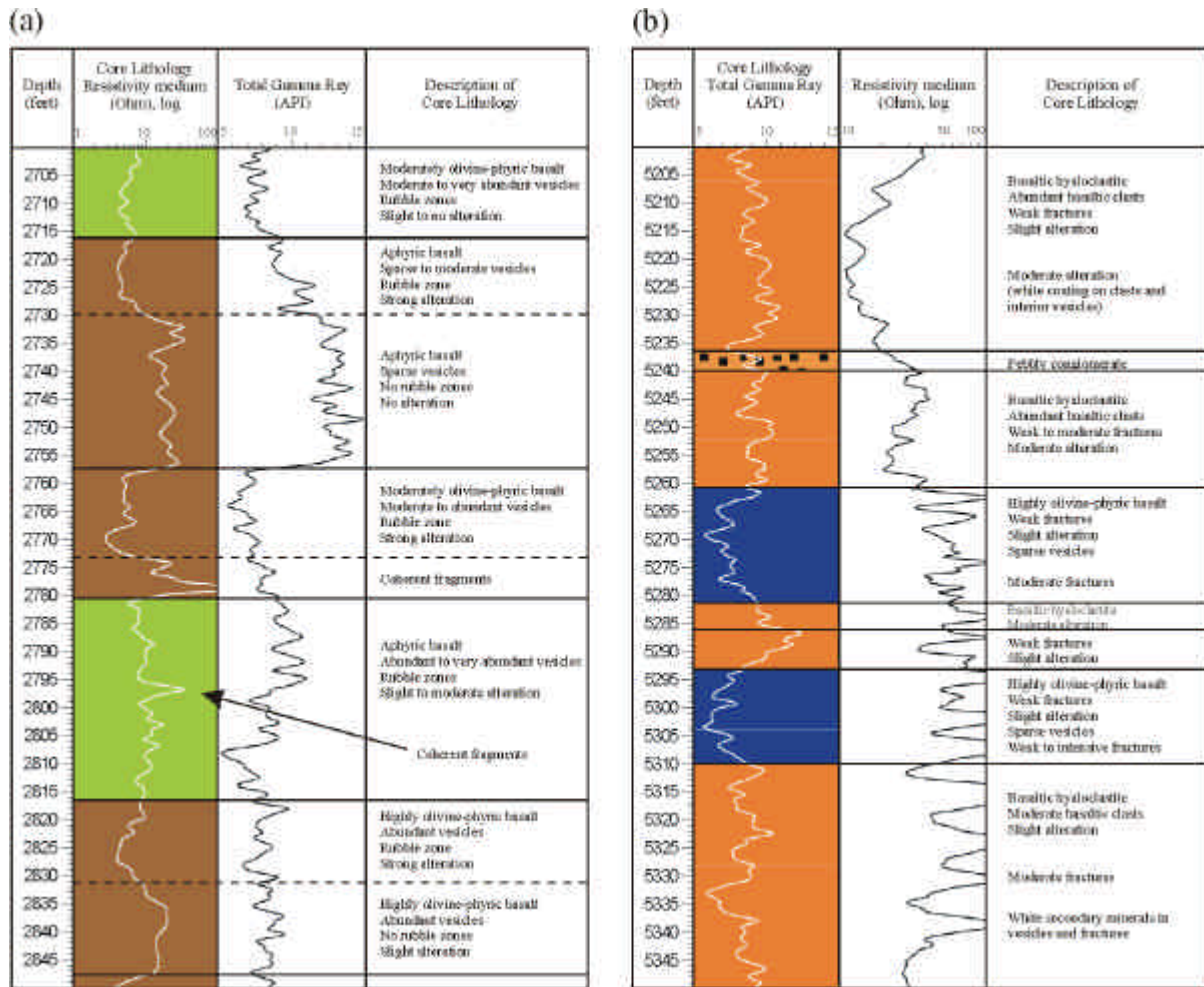 (a)
Depth
(feet)
Core Lithology
Resistivity medium
(Ohm), log
1 10 100
Total Gamma Ray
(API)
5 10 15
Description of
Core Lithology
2705
2710
2715
2720
2725
2730
2735
2740
2745
2750
2755
2760
2765
2770
2775
2780
2785
2790
2795
2800
2805
2810
2815
2820
2825
2830
2835
2840
2845
Moderately olivine-phyric basalt
Moderate to very abundant vesicles
Rubble zones
Slight to no alteration
Aphyric basalt
Sparse to moderate vesicles
Rubble zone
Strong alteration
Aphyric basalt
Sparse vesicles
No rubble zones
No alteration
Moderately olivine-phyric basalt
Moderate to abundant vesicles
Rubble zone
Strong alteration
Coherent fragments
Aphyric basalt
Abundant to very abundant vesicles
Rubble zones
Slight to moderate alteration
Coherent fragments
Highly olivine-phyric basalt
Abundant vesicles
Rubble zone
Strong alteration
Highly olivine-phyric basalt
Abundant vesicles
No rubble zones
Slight alteration
(b)
Depth
(feet)
Core Lithology
Total Gamma Ray
(API)
5 10 15
Resistivity medium
(Ohm), log
10 50 100
Description of
Core Lithology
5205
5210
5215
5220
5225
5230
5235
5240
5245
5250
5255
5260
5265
5270
5275
5280
5285
5290
5295
5300
5305
5310
5315
5320
5325
5330
5335
5340
5345
Basaltic hyaloclastite
Abundant basaltic clasts
Weak fractures
Slight alteration
Moderate alteration
(white coating on clasts and
interior vesicles)
Pebbly conglomerate
Basaltic hyaloclastite
Abundant basaltic clasts
Weak to moderate fractures
Moderate alteration
Highly olivine-phyric basalt
Weak fractures
Slight alteration
Sparse vesicles
Moderate fractures
Basaltic hyaloclastite
Moderate alteration
Weak fractures
Slight alteration
Highly olivine-phyric basalt
Weak fractures
Slight alteration
Sparse vesicles
Weak to intensive fractures
Basaltic hyaloclastite
Moderate basaltic clasts
Slight alteration
Moderate fractures
White secondary minerals in
vesicles and fractures